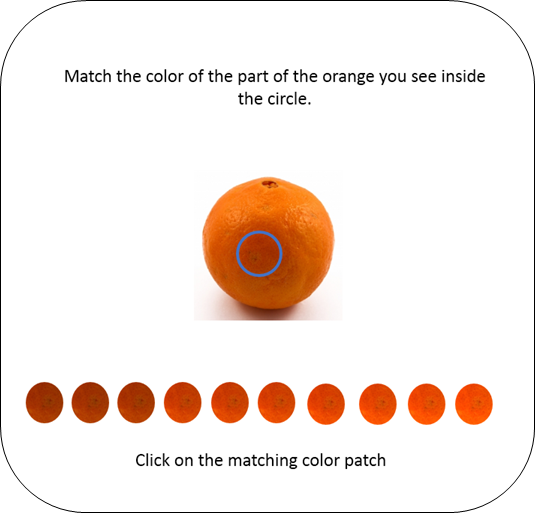 Match the color of the part of the orange you see inside
the circle.
Click on the matching color patch